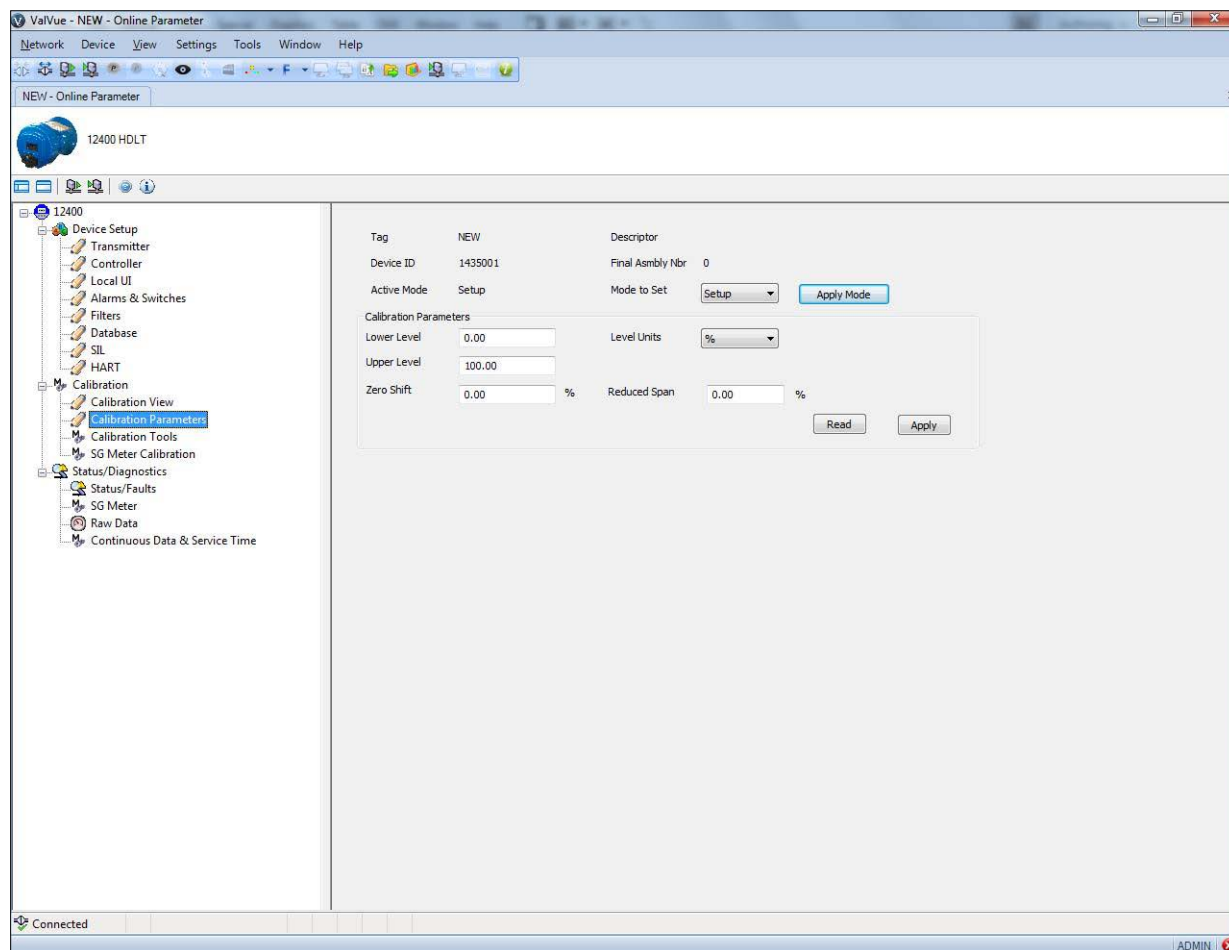 ValVue - NEW - Online Parameter
Network Device View Settings Tools Window Help
F
NEW - Online Parameter
12400 HDLT
12400
Device Setup
Transmitter
Controller
Local UI
Alarms & Switches
Filters
Database
SIL
HART
Calibration
Calibration View
Calibration Parameters
Calibration Tools
SG Meter Calibration
Status/Diagnostics
Status/Faults
SG Meter
Raw Data
Continuous Data & Service Time
Tag NEW Descriptor
Device ID 1435001 Final Asmbly Nbr 0
Active Mode Setup Mode to Set Setup Apply Mode
Calibration Parameters
Lower Level 0.00 Level Units %
Upper Level 100.00
Zero Shift 0.00 % Reduced Span 0.00 %
Read Apply
Connected
ADMIN